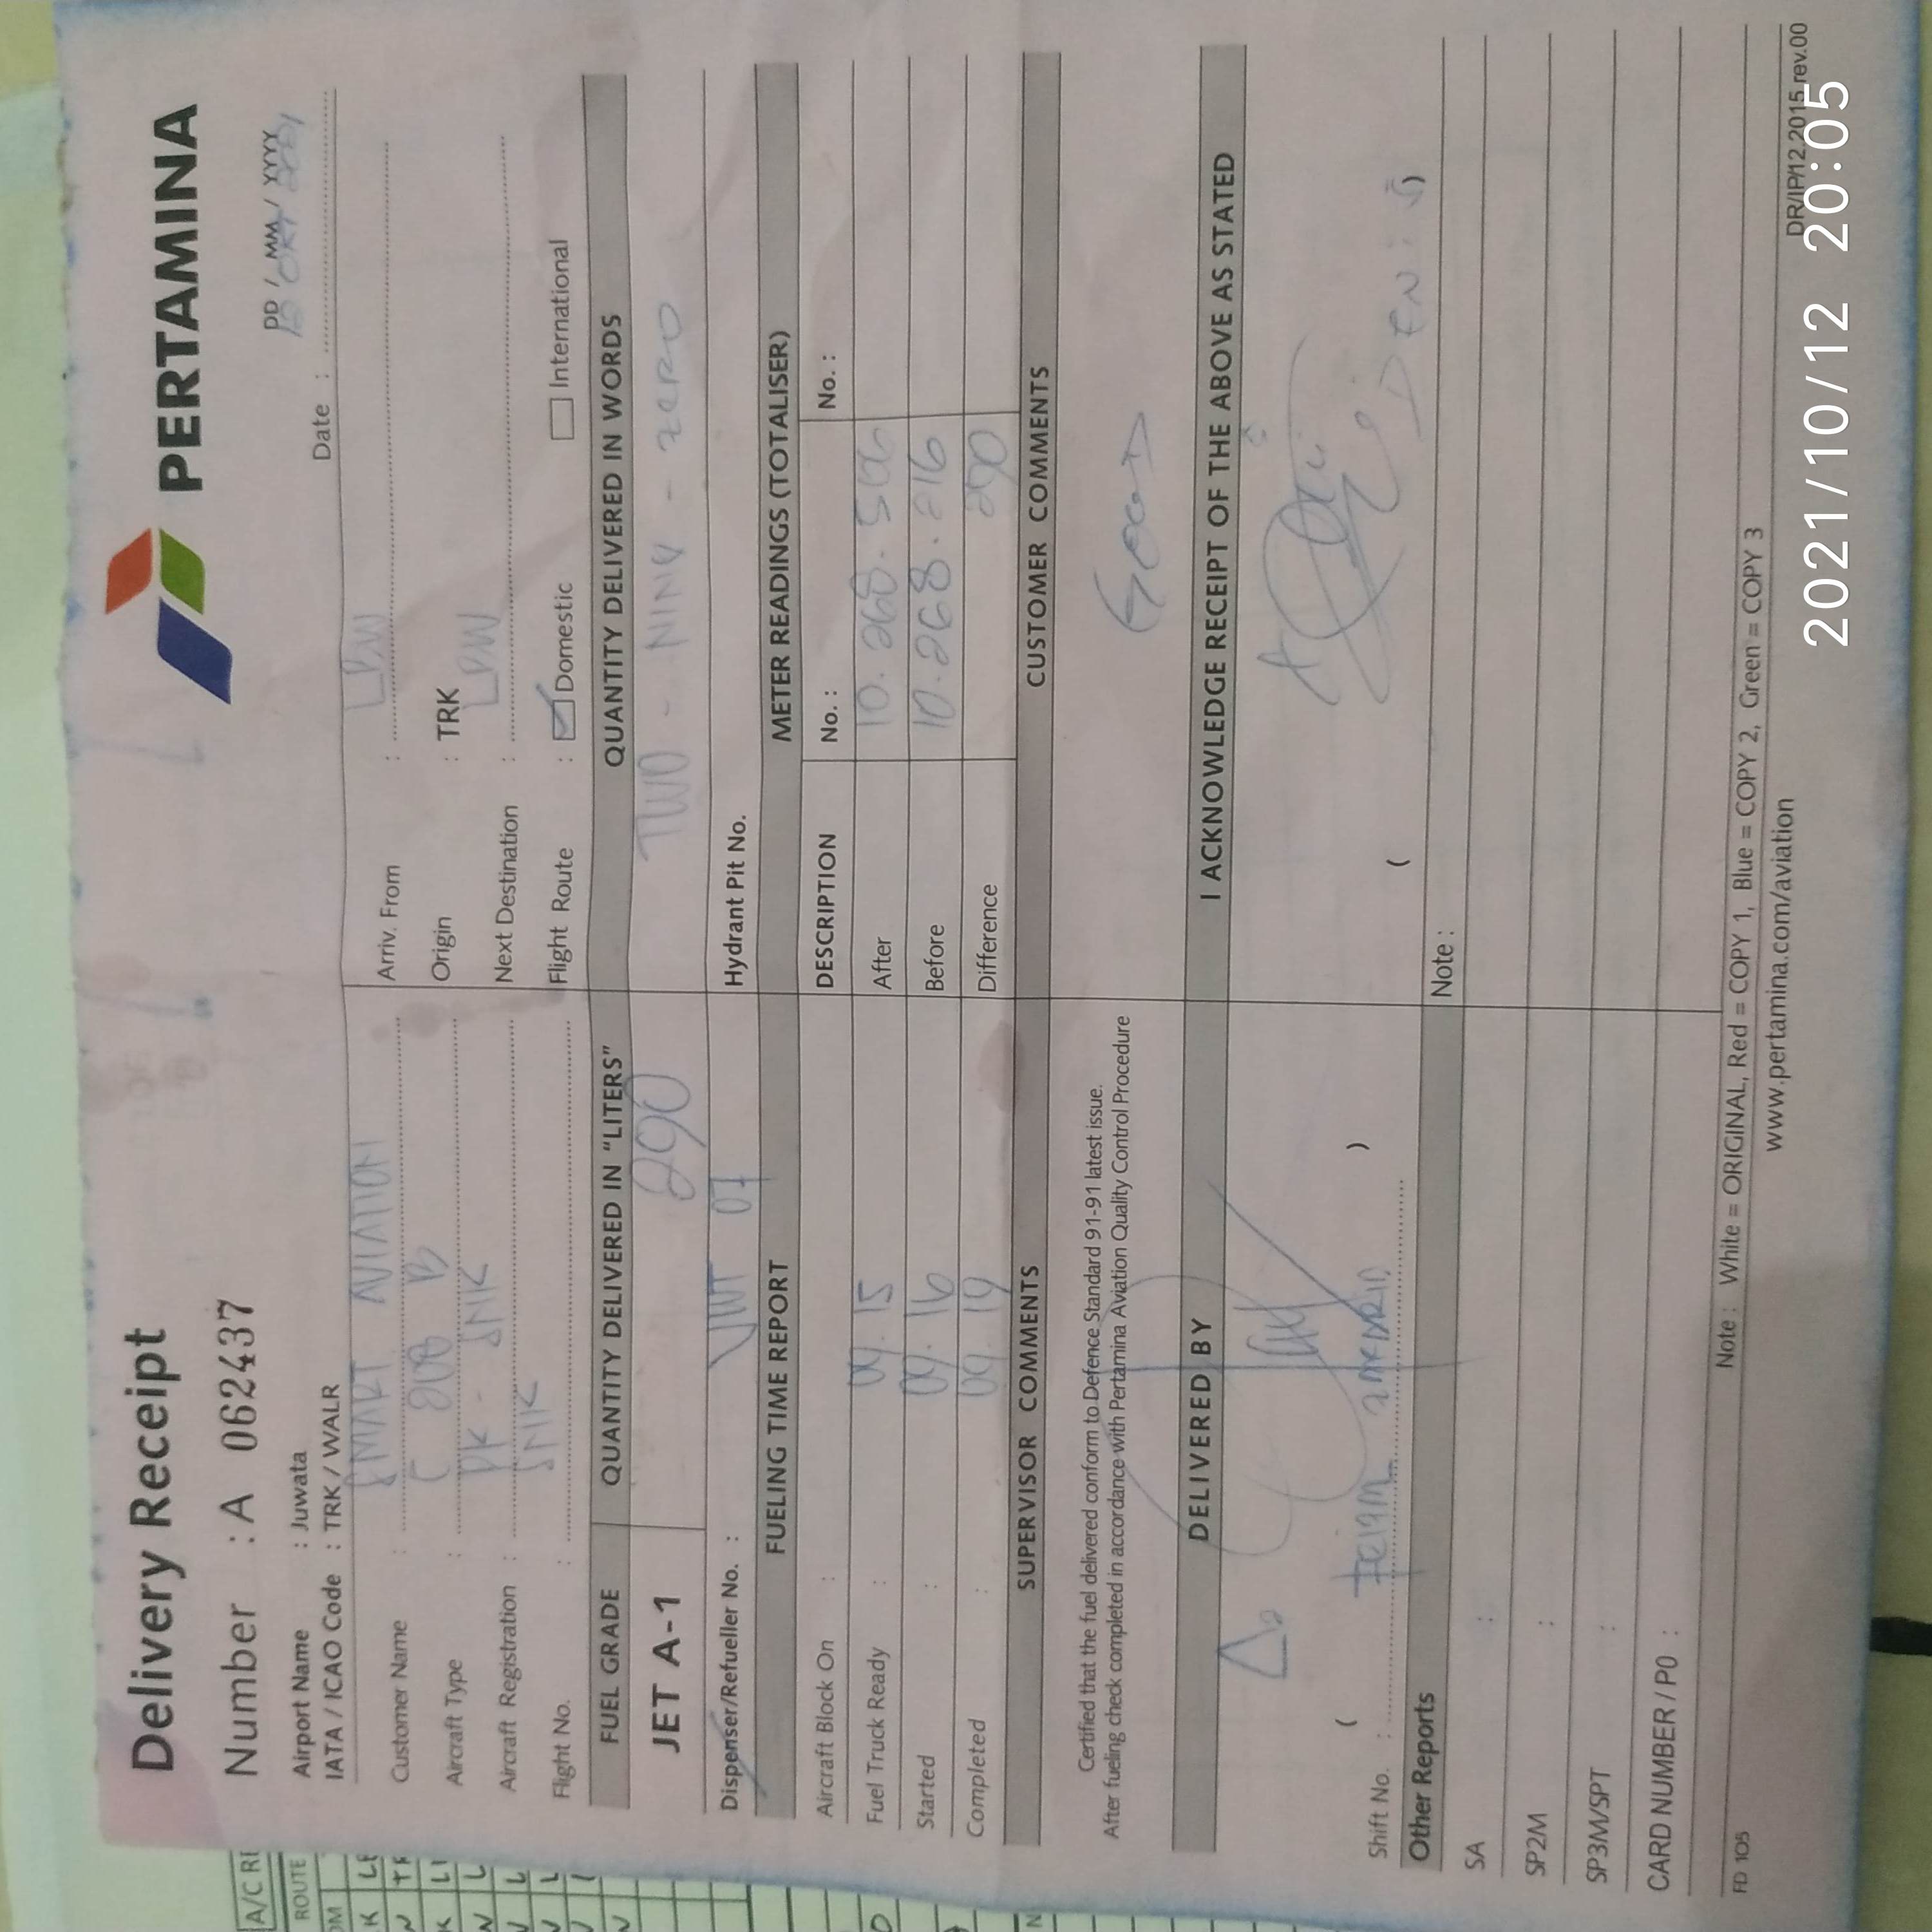 Delivery Receipt
PERTAMINA
Number : A 062437
DD / MM / YYYY
Date :
Airport Name : Juwata
IATA / ICAO Code : TRK / WALR
Customer Name : SMART AVIATION
Aircraft Type : C 208 B
Aircraft Registration : PK - SNK
Flight No. : SNK
Arriv. From : LBW
Origin : TRK
Next Destination : LBW
Flight Route : Domestic International
FUEL GRADE QUANTITY DELIVERED IN "LITERS" QUANTITY DELIVERED IN WORDS
JET A-1 290 TWO - NINE - ZERO
Dispenser/Refueller No. : JWT 07 Hydrant Pit No.
FUELING TIME REPORT METER READINGS (TOTALISER)
Aircraft Block On : DESCRIPTION No. : No. :
Fuel Truck Ready : 09.15 After 10.268.506
Started : 09.16 Before 10.268.216
Completed : 09.19 Difference 290
SUPERVISOR COMMENTS CUSTOMER COMMENTS
Certified that the fuel delivered conform to Defence Standard 91-91 latest issue.
After fueling check completed in accordance with Pertamina Aviation Quality Control Procedure
GOOD
DELIVERED BY I ACKNOWLEDGE RECEIPT OF THE ABOVE AS STATED
( ) ( )
Shift No. :
Other Reports Note :
SA :
SP2M :
SP3M/SPT :
CARD NUMBER / PO :
FD 105
Note : White = ORIGINAL, Red = COPY 1, Blue = COPY 2, Green = COPY 3
www.pertamina.com/aviation
DR/IP/12.2015 rev.00
2021/10/12 20:05